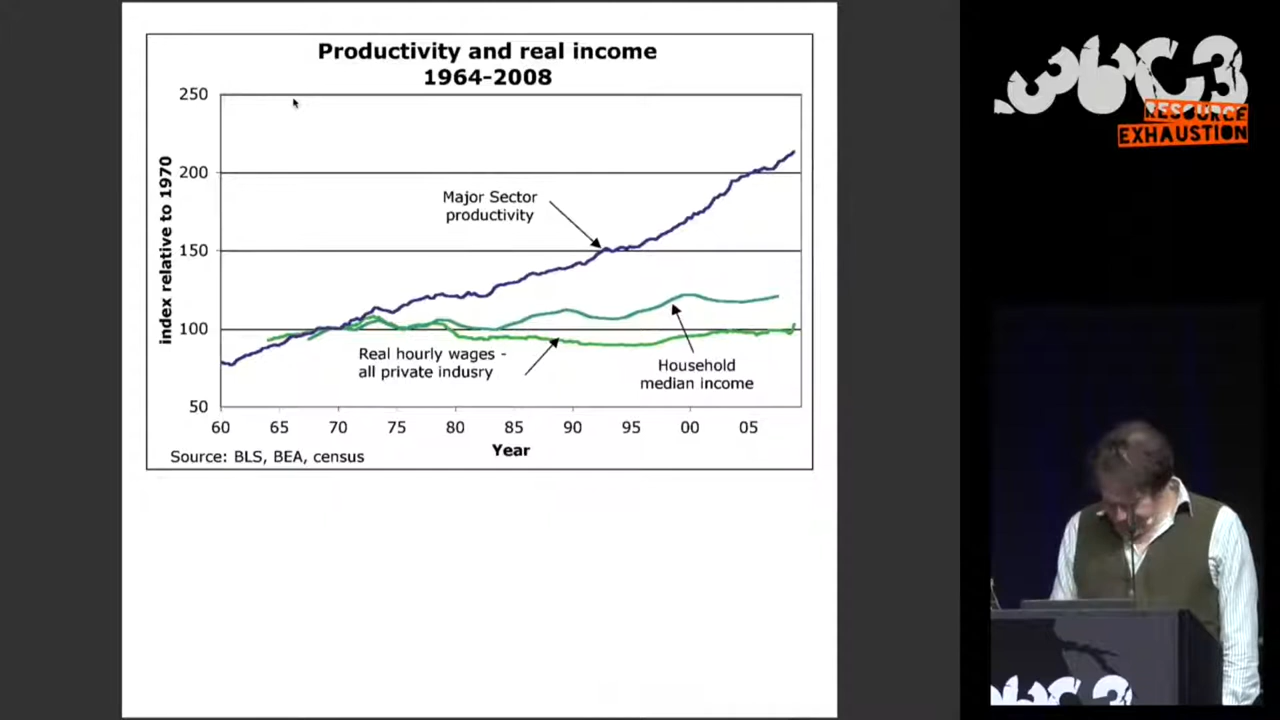 Productivity and real income
1964-2008
250
200
150
100
50
index relative to 1970
Major Sector
productivity
Real hourly wages -
all private indusry
Household
median income
60 65 70 75 80 85 90 95 00 05
Year
Source: BLS, BEA, census
36C3
RESOURCE
EXHAUSTION
36C3